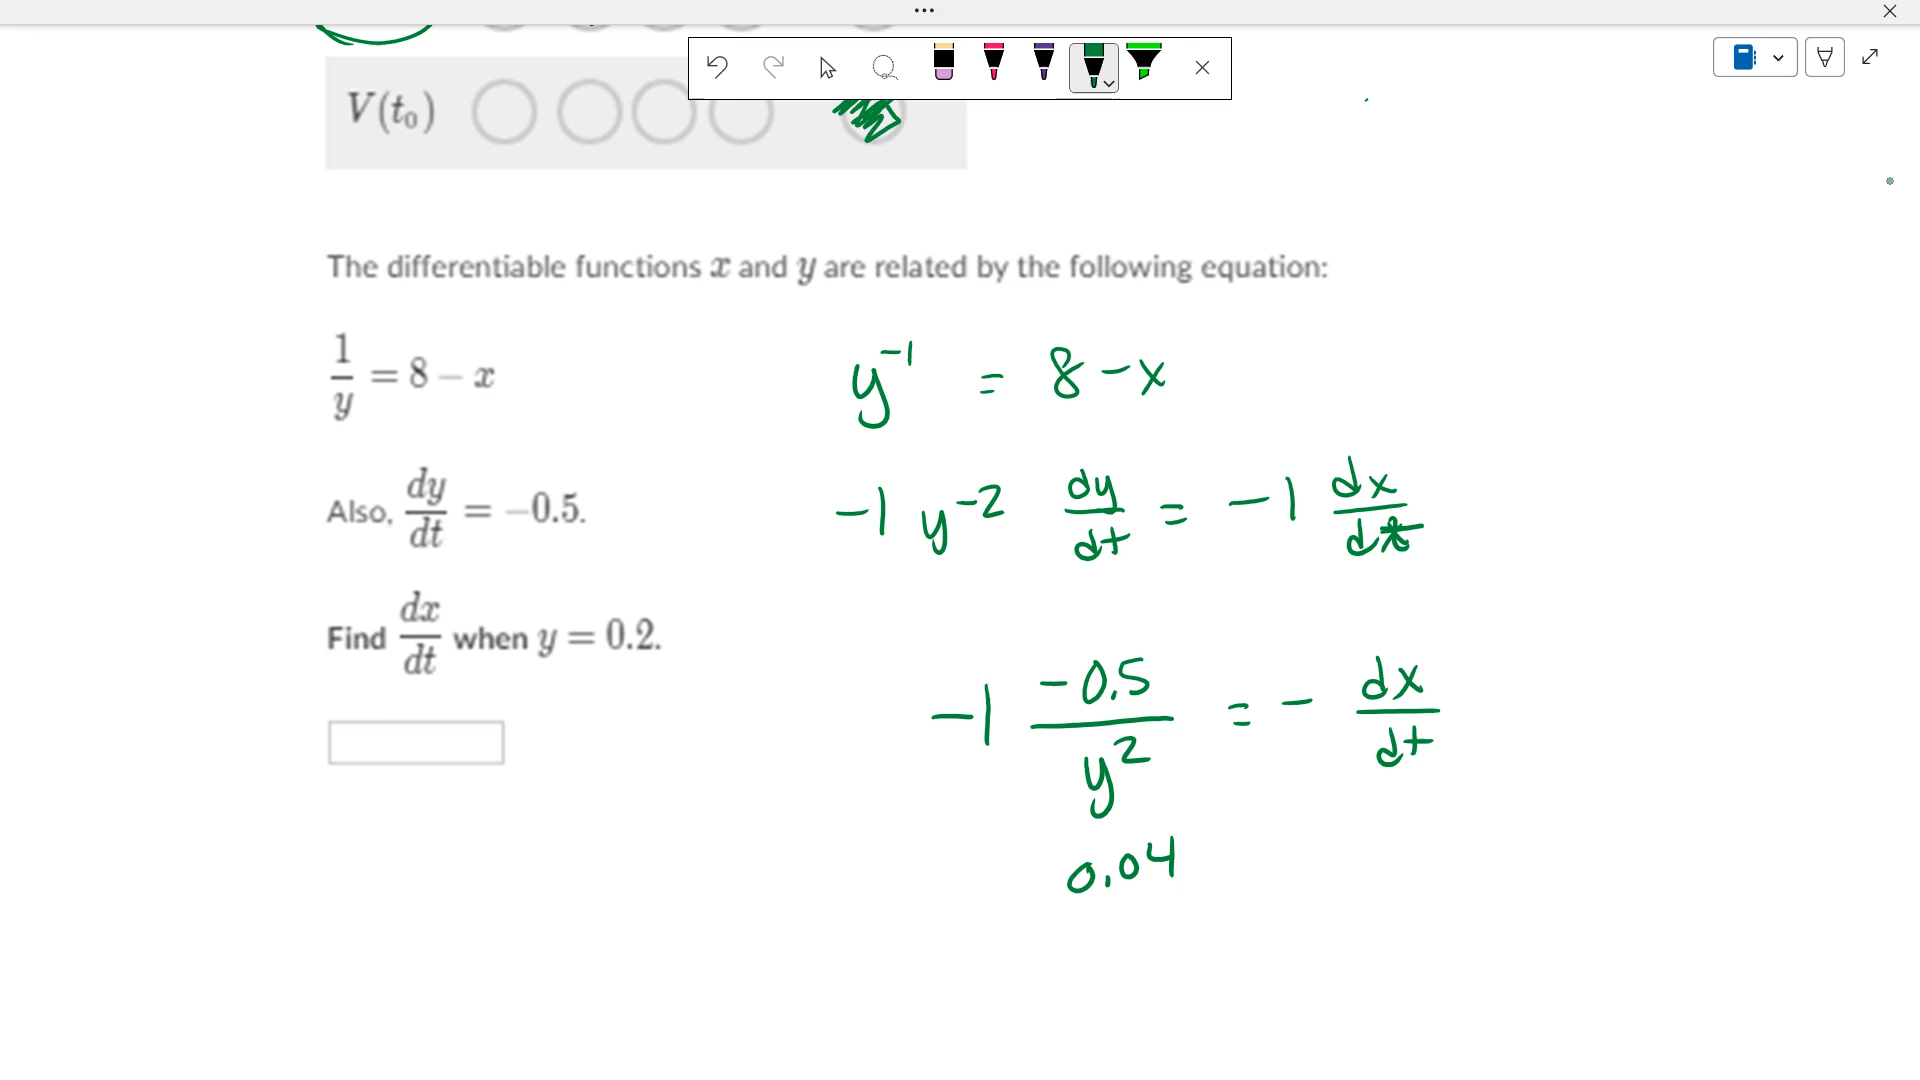 ...
V(t₀)
The differentiable functions x and y are related by the following equation:
1/y = 8 − x
y⁻¹ = 8 − x
Also, dy/dt = −0.5.
−1 y⁻² dy/dt = −1 dx/dt
Find dx/dt when y = 0.2.
−1 −0.5/y² = − dx/dt
0.04